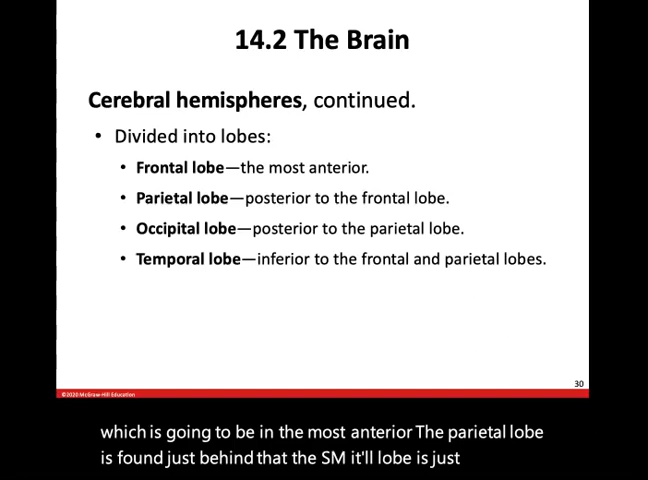 14.2 The Brain
Cerebral hemispheres, continued.
• Divided into lobes:
• Frontal lobe—the most anterior.
• Parietal lobe—posterior to the frontal lobe.
• Occipital lobe—posterior to the parietal lobe.
• Temporal lobe—inferior to the frontal and parietal lobes.
30
©2020 McGraw-Hill Education
which is going to be in the most anterior The parietal lobe
is found just behind that the SM it'll lobe is just